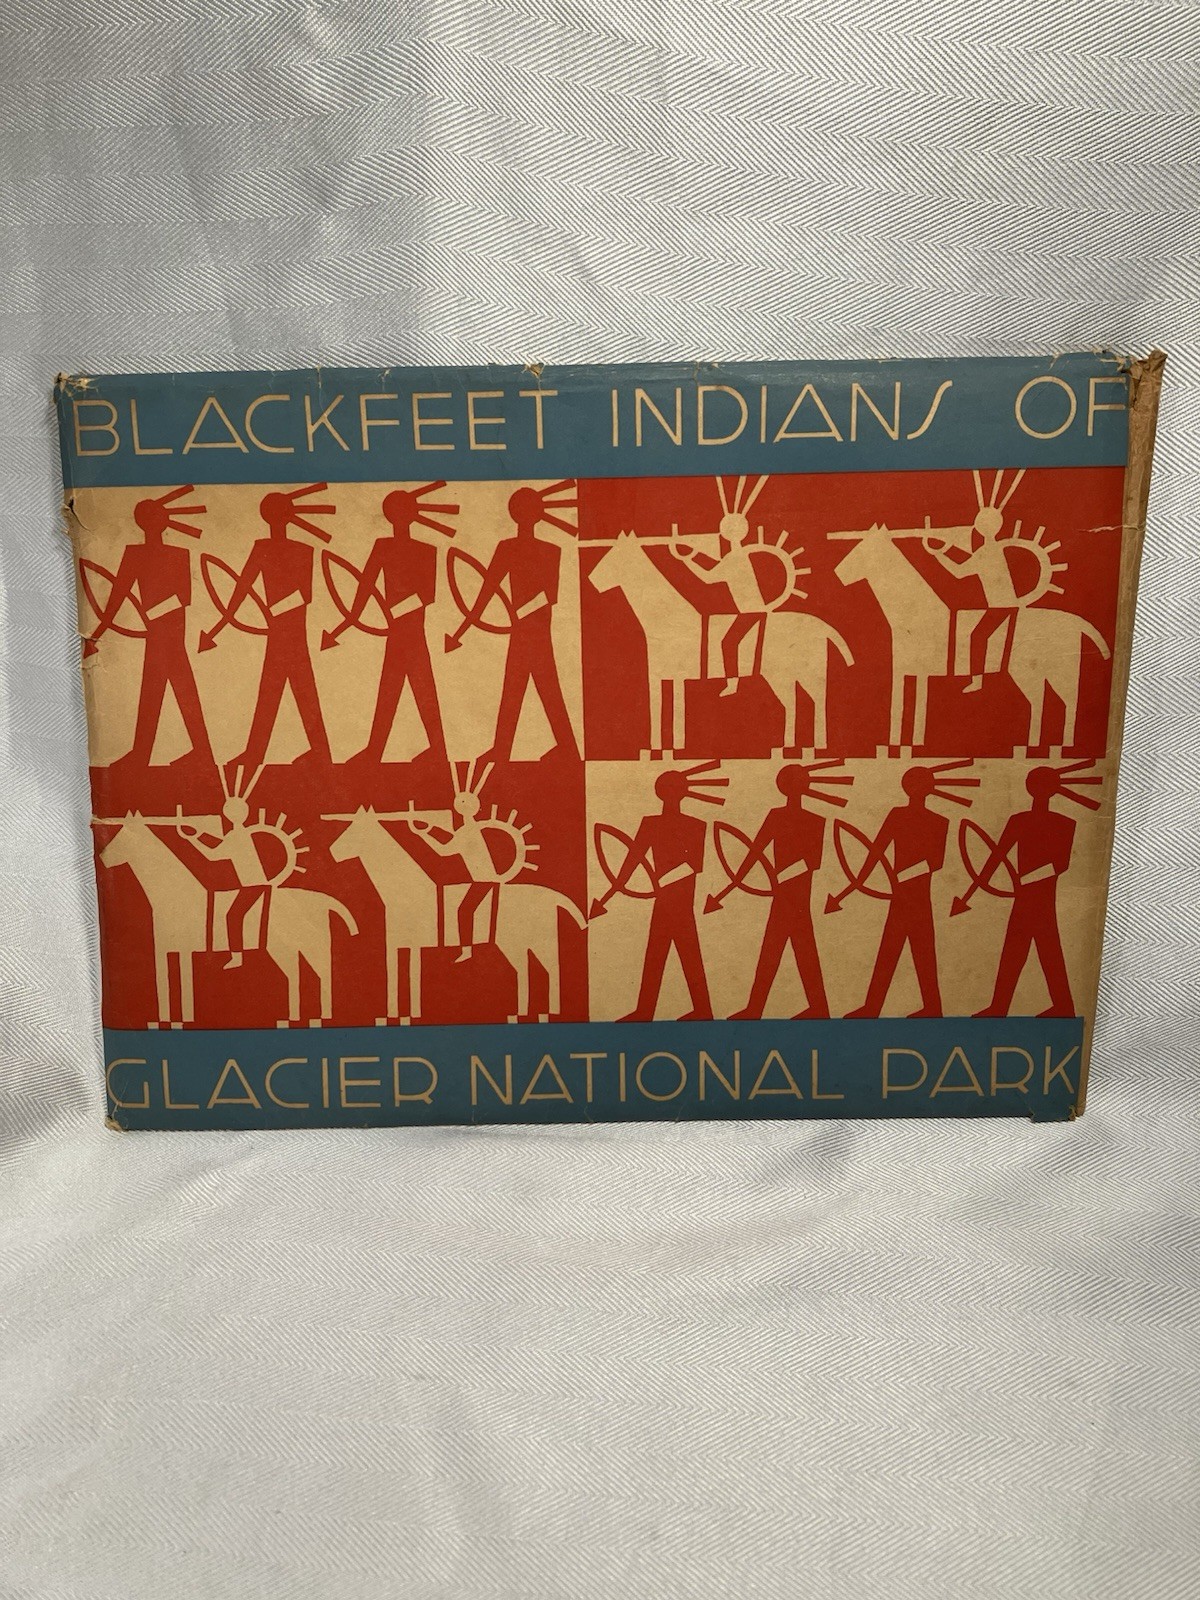 BLACKFEET INDIANS OF
GLACIER NATIONAL PARK